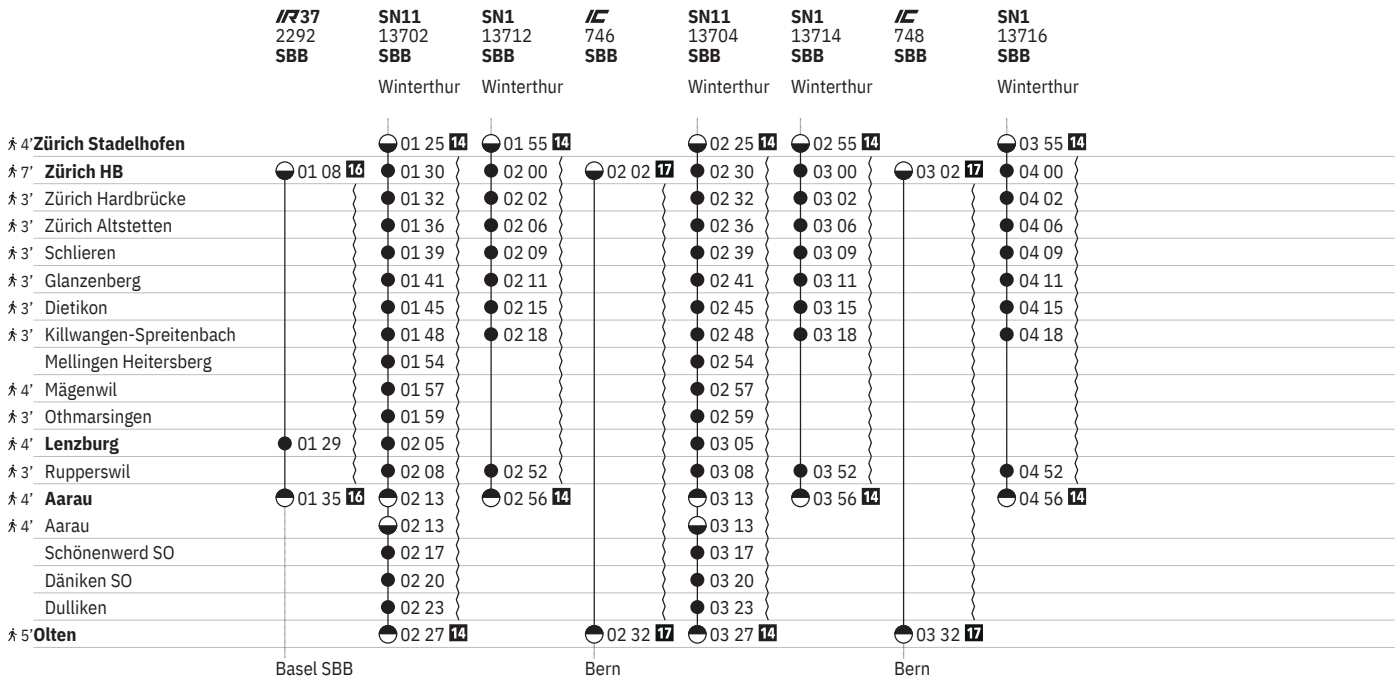 IR37 SN11 SN1 IC SN11 SN1 IC SN1
2292 13702 13712 746 13704 13714 748 13716
SBB SBB SBB SBB SBB SBB SBB SBB
Winterthur Winterthur Winterthur Winterthur Winterthur
4’ Zürich Stadelhofen 01 25 14 01 55 14 02 25 14 02 55 14 03 55 14
7’ Zürich HB 01 08 16 01 30 02 00 02 02 17 02 30 03 00 03 02 17 04 00
3’ Zürich Hardbrücke 01 32 02 02 02 32 03 02 04 02
3’ Zürich Altstetten 01 36 02 06 02 36 03 06 04 06
3’ Schlieren 01 39 02 09 02 39 03 09 04 09
3’ Glanzenberg 01 41 02 11 02 41 03 11 04 11
3’ Dietikon 01 45 02 15 02 45 03 15 04 15
3’ Killwangen-Spreitenbach 01 48 02 18 02 48 03 18 04 18
Mellingen Heitersberg 01 54 02 54
4’ Mägenwil 01 57 02 57
3’ Othmarsingen 01 59 02 59
4’ Lenzburg 01 29 02 05 03 05
3’ Rupperswil 02 08 02 52 03 08 03 52 04 52
4’ Aarau 01 35 16 02 13 02 56 14 03 13 03 56 14 04 56 14
4’ Aarau 02 13 03 13
Schönenwerd SO 02 17 03 17
Däniken SO 02 20 03 20
Dulliken 02 23 03 23
5’ Olten 02 27 14 02 32 17 03 27 14 03 32 17
Basel SBB Bern Bern